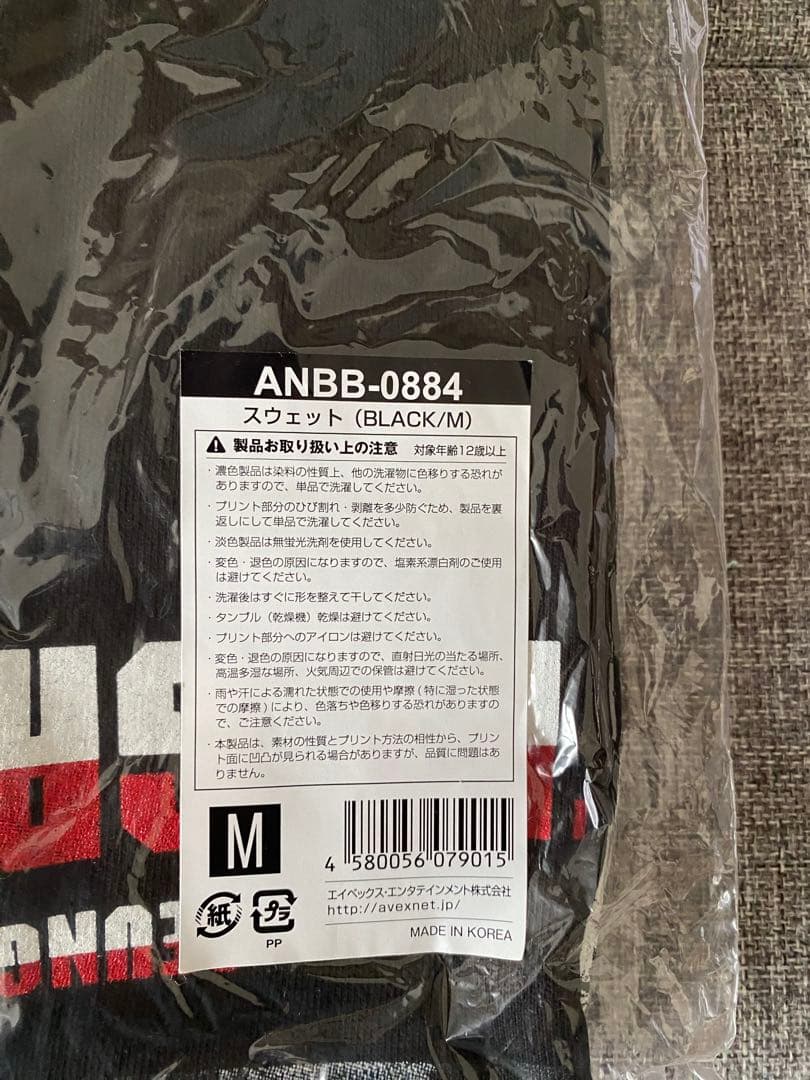 ANBB-0884
スウェット（BLACK/M）
製品お取り扱い上の注意 対象年齢12歳以上
・濃色製品は染料の性質上、他の洗濯物に色移りする恐れが
ありますので、単品で洗濯してください。
・プリント部分のひび割れ・剥離を多少防ぐため、製品を裏
返しにして単品で洗濯してください。
・淡色製品は無蛍光洗剤を使用してください。
・変色・退色の原因になりますので、塩素系漂白剤のご使用
は避けてください。
・洗濯後はすぐに形を整えて干してください。
・タンブル（乾燥機）乾燥は避けてください。
・プリント部分へのアイロンは避けてください。
・変色・退色の原因になりますので、直射日光の当たる場所、
高温多湿な場所、火気周辺での保管は避けてください。
・雨や汗による濡れた状態での使用や摩擦(特に湿った状態
での摩擦)により、色落ちや色移りする恐れがありますの
で、ご注意ください。
・本製品は、素材の性質とプリント方法の相性から、プリン
ト面に凹凸が見られる場合がありますが、品質に問題はあ
りません。
M
4 580056 079015
エイベックス・エンタテインメント株式会社
http://avexnet.jp/
紙 プラ
PP
MADE IN KOREA
EUNG